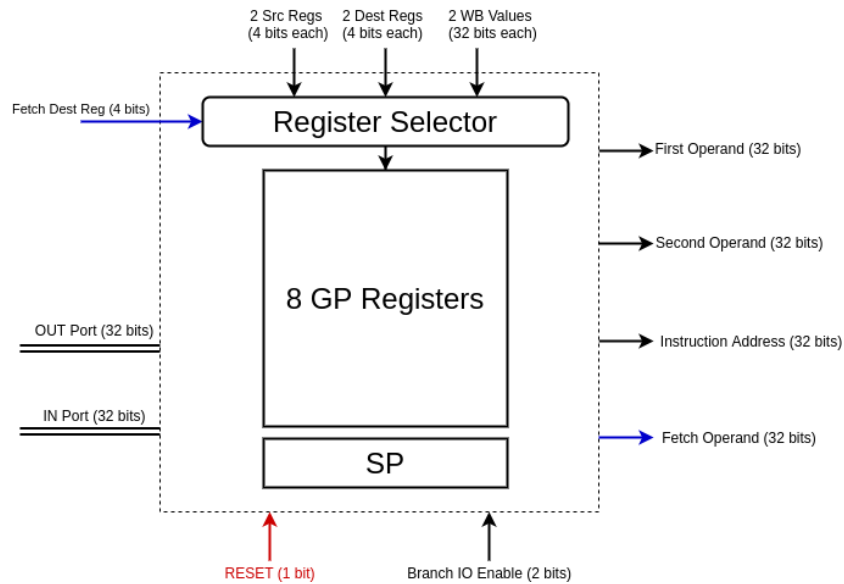 2 Src Regs
(4 bits each)
2 Dest Regs
(4 bits each)
2 WB Values
(32 bits each)
Fetch Dest Reg (4 bits)
Register Selector
First Operand (32 bits)
8 GP Registers
Second Operand (32 bits)
OUT Port (32 bits)
Instruction Address (32 bits)
IN Port (32 bits)
Fetch Operand (32 bits)
SP
RESET (1 bit)
Branch IO Enable (2 bits)